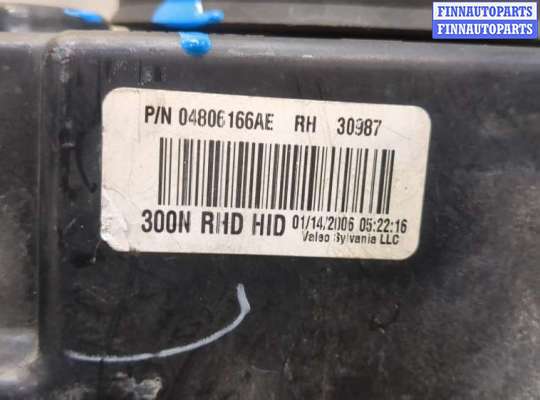 FINNAUTOPARTS
FINNAUTOPARTS
P/N 04806166AE RH 30987
300N RHD HID 01/14/2006 05:22:16
Valeo Sylvania LLC